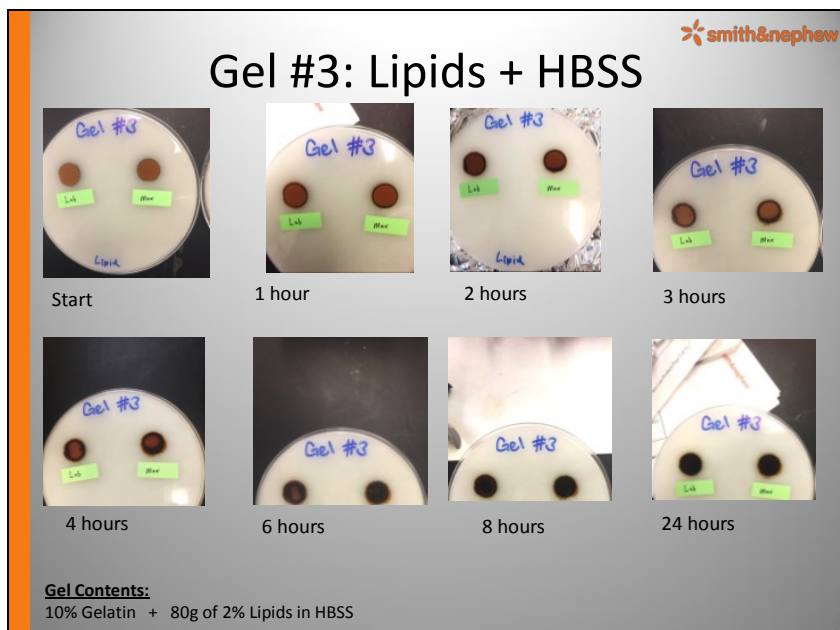 smith&nephew
Gel #3: Lipids + HBSS
Gel #3
Lab
Max
Lipid
Start
Gel #3
Lab
Max
1 hour
Gel #3
Lab
Max
Lipid
2 hours
Gel #3
Lab
Max
3 hours
Gel #3
Lab
Max
4 hours
Gel #3
6 hours
Gel #3
8 hours
Gel #3
Lab
Max
24 hours
Gel Contents:
10% Gelatin + 80g of 2% Lipids in HBSS